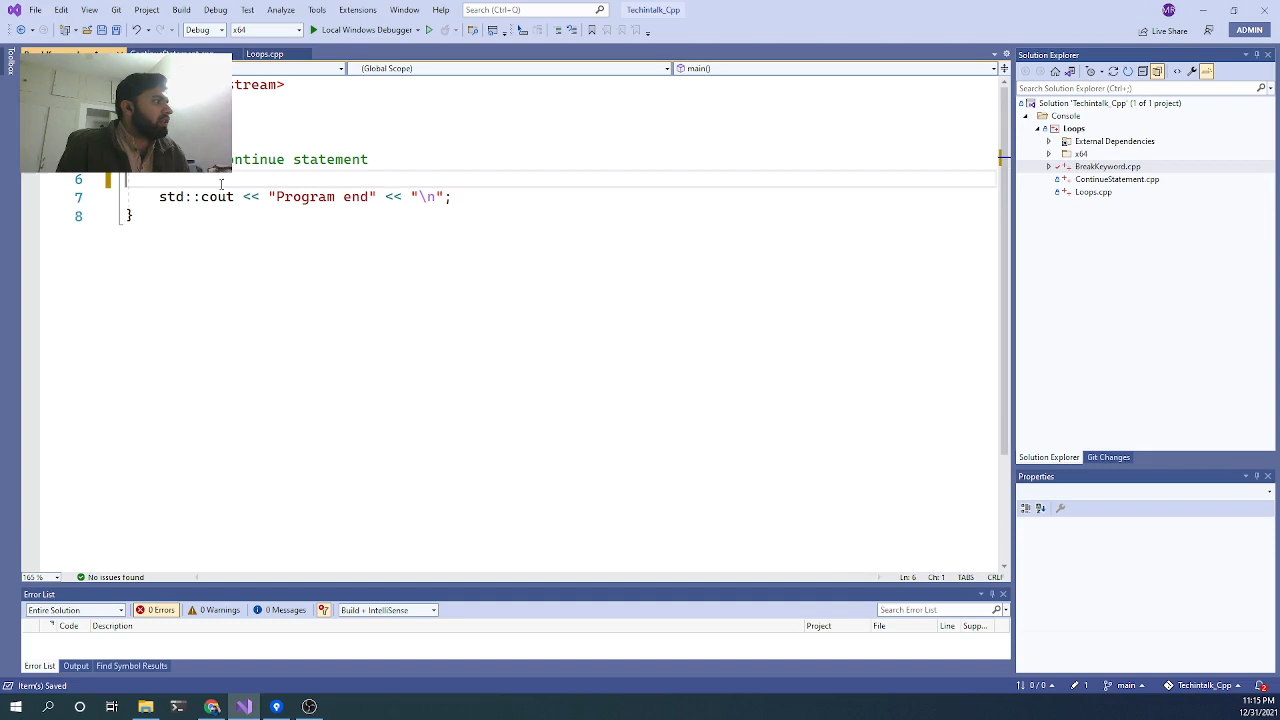 File Edit View Git Project Build Debug Test Analyze Tools Extensions Window Help Search (Ctrl+Q) Techintalk_Cpp MR
Debug x64 Local Windows Debugger Live Share ADMIN
Loops.cpp
(Global Scope) main()
stream>
ontinue statement
6
7 std::cout << "Program end" << "\n";
8 }
165 % No issues found Ln: 6 Ch: 1 TABS CRLF
Error List
Entire Solution 0 Errors 0 Warnings 0 Messages Build + IntelliSense Search Error List
Code Description Project File Line Supp...
Error List Output Find Symbol Results
Toolbox
Solution Explorer
Search Solution Explorer (Ctrl+;)
Solution 'Techintalk_Cpp' (1 of 1 project)
Console
Loops
External Dependencies
x64
BreakKeyword.cpp
ContinueStatement.cpp
Loops.cpp
Solution Explorer Git Changes
Properties
Item(s) Saved 0 / 0 1 main Techintalk_Cpp 2
11:15 PM
12/31/2021